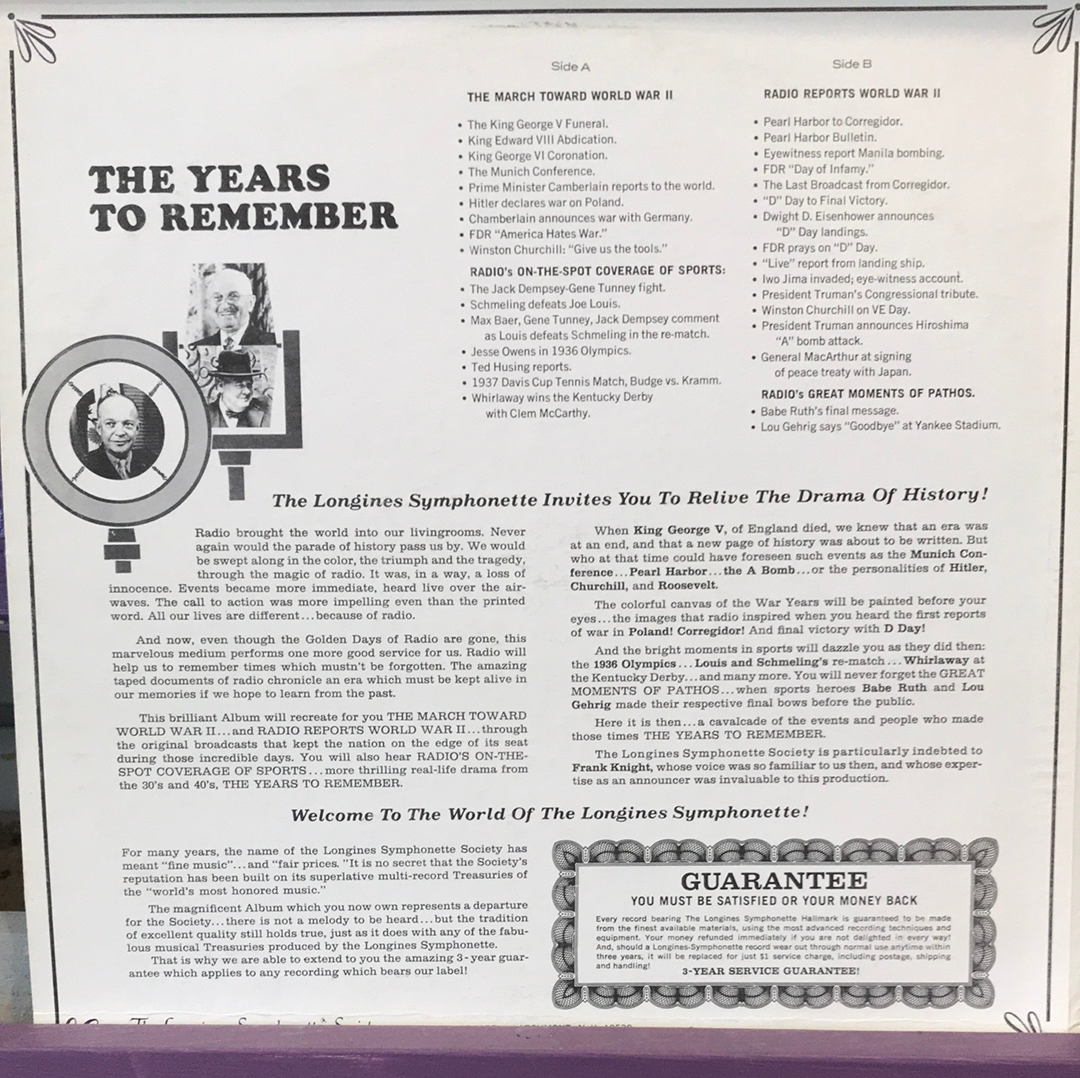 THE YEARS
TO REMEMBER
Side A
THE MARCH TOWARD WORLD WAR II
• The King George V Funeral.
• King Edward VIII Abdication.
• King George VI Coronation.
• The Munich Conference.
• Prime Minister Camberlain reports to the world.
• Hitler declares war on Poland.
• Chamberlain announces war with Germany.
• FDR "America Hates War."
• Winston Churchill: "Give us the tools."
RADIO's ON-THE-SPOT COVERAGE OF SPORTS:
• The Jack Dempsey-Gene Tunney fight.
• Schmeling defeats Joe Louis.
• Max Baer, Gene Tunney, Jack Dempsey comment
as Louis defeats Schmeling in the re-match.
• Jesse Owens in 1936 Olympics.
• Ted Husing reports.
• 1937 Davis Cup Tennis Match, Budge vs. Kramm.
• Whirlaway wins the Kentucky Derby
with Clem McCarthy.
Side B
RADIO REPORTS WORLD WAR II
• Pearl Harbor to Corregidor.
• Pearl Harbor Bulletin.
• Eyewitness report Manila bombing.
• FDR "Day of Infamy."
• The Last Broadcast from Corregidor.
• "D" Day to Final Victory.
• Dwight D. Eisenhower announces
"D" Day landings.
• FDR prays on "D" Day.
• "Live" report from landing ship.
• Iwo Jima invaded; eye-witness account.
• President Truman's Congressional tribute.
• Winston Churchill on VE Day.
• President Truman announces Hiroshima
"A" bomb attack.
• General MacArthur at signing
of peace treaty with Japan.
RADIO's GREAT MOMENTS OF PATHOS.
• Babe Ruth's final message.
• Lou Gehrig says "Goodbye" at Yankee Stadium.
The Longines Symphonette Invites You To Relive The Drama Of History!
Radio brought the world into our livingrooms. Never
again would the parade of history pass us by. We would
be swept along in the color, the triumph and the tragedy,
through the magic of radio. It was, in a way, a loss of
innocence. Events became more immediate, heard live over the air-
waves. The call to action was more impelling even than the printed
word. All our lives are different...because of radio.
And now, even though the Golden Days of Radio are gone, this
marvelous medium performs one more good service for us. Radio will
help us to remember times which mustn't be forgotten. The amazing
taped documents of radio chronicle an era which must be kept alive in
our memories if we hope to learn from the past.
This brilliant Album will recreate for you THE MARCH TOWARD
WORLD WAR II...and RADIO REPORTS WORLD WAR II...through
the original broadcasts that kept the nation on the edge of its seat
during those incredible days. You will also hear RADIO'S ON-THE-
SPOT COVERAGE OF SPORTS...more thrilling real-life drama from
the 30's and 40's, THE YEARS TO REMEMBER.
When King George V, of England died, we knew that an era was
at an end, and that a new page of history was about to be written. But
who at that time could have foreseen such events as the Munich Con-
ference...Pearl Harbor...the A Bomb...or the personalities of Hitler,
Churchill, and Roosevelt.
The colorful canvas of the War Years will be painted before your
eyes...the images that radio inspired when you heard the first reports
of war in Poland! Corregidor! And final victory with D Day!
And the bright moments in sports will dazzle you as they did then:
the 1936 Olympics...Louis and Schmeling's re-match...Whirlaway at
the Kentucky Derby...and many more. You will never forget the GREAT
MOMENTS OF PATHOS...when sports heroes Babe Ruth and Lou
Gehrig made their respective final bows before the public.
Here it is then...a cavalcade of the events and people who made
those times THE YEARS TO REMEMBER.
The Longines Symphonette Society is particularly indebted to
Frank Knight, whose voice was so familiar to us then, and whose exper-
tise as an announcer was invaluable to this production.
Welcome To The World Of The Longines Symphonette!
For many years, the name of the Longines Symphonette Society has
meant "fine music"...and "fair prices. "It is no secret that the Society's
reputation has been built on its superlative multi-record Treasuries of
the "world's most honored music."
The magnificent Album which you now own represents a departure
for the Society...there is not a melody to be heard...but the tradition
of excellent quality still holds true, just as it does with any of the fabu-
lous musical Treasuries produced by the Longines Symphonette.
That is why we are able to extend to you the amazing 3-year guar-
antee which applies to any recording which bears our label!
GUARANTEE
YOU MUST BE SATISFIED OR YOUR MONEY BACK
Every record bearing The Longines Symphonette Hallmark is guaranteed to be made
from the finest available materials, using the most advanced recording techniques and
equipment. Your money refunded immediately if you are not delighted in every way!
And, should a Longines-Symphonette record wear out through normal use anytime within
three years, it will be replaced for just $1 service charge, including postage, shipping
and handling!
3-YEAR SERVICE GUARANTEE!